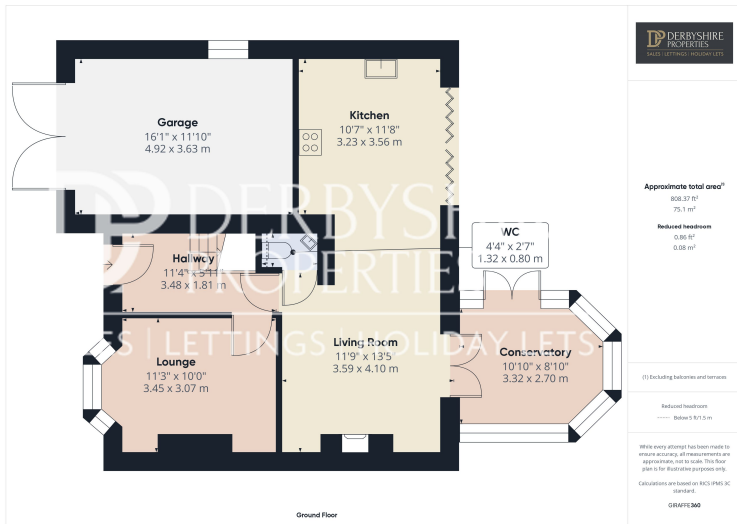 Garage
16'1" x 11'10"
4.92 x 3.63 m
Kitchen
10'7" x 11'8"
3.23 x 3.56 m
WC
4'4" x 2'7"
1.32 x 0.80 m
Hallway
11'4" x 5'11"
3.48 x 1.81 m
Lounge
11'3" x 10'0"
3.45 x 3.07 m
Living Room
11'9" x 13'5
3.59 x 4.10 m
Conservatory
10'10" x 8'10"
3.32 x 2.70 m
Ground Floor
DERBYSHI
PROPERTIES
ES | LETTINGS | HOLIDAY LETS
DERBYSHIRE
PROPERTIES
SALES | LETTINGS | HOLIDAY LETS
Approximate total area(1)
808.37 ft²
75.1 m²
Reduced headroom
0.86 ft²
0.08 m²
(1) Excluding balconies and terraces
Reduced headroom
Below 5 ft/1.5 m
While every attempt has been made to
ensure accuracy, all measurements are
approximate, not to scale. This floor
plan is for illustrative purposes only.
Calculations are based on RICS IPMS 3C
standard.
GIRAFFE360